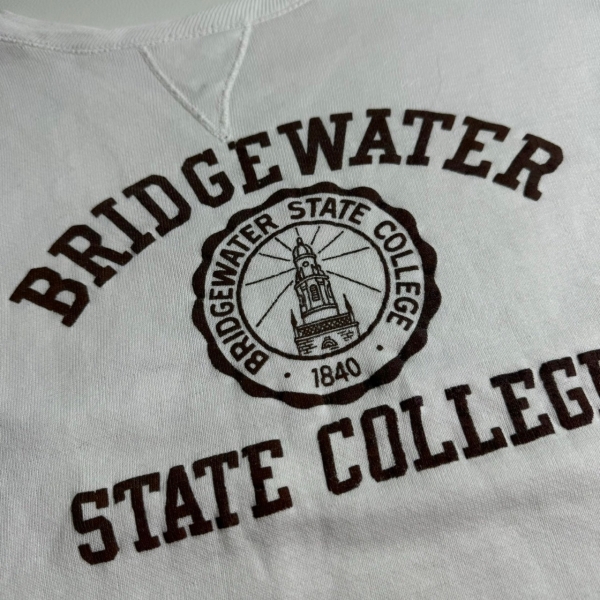 BRIDGEWATER
BRIDGEWATER STATE COLLEGE
· 1840 ·
STATE COLLEGE